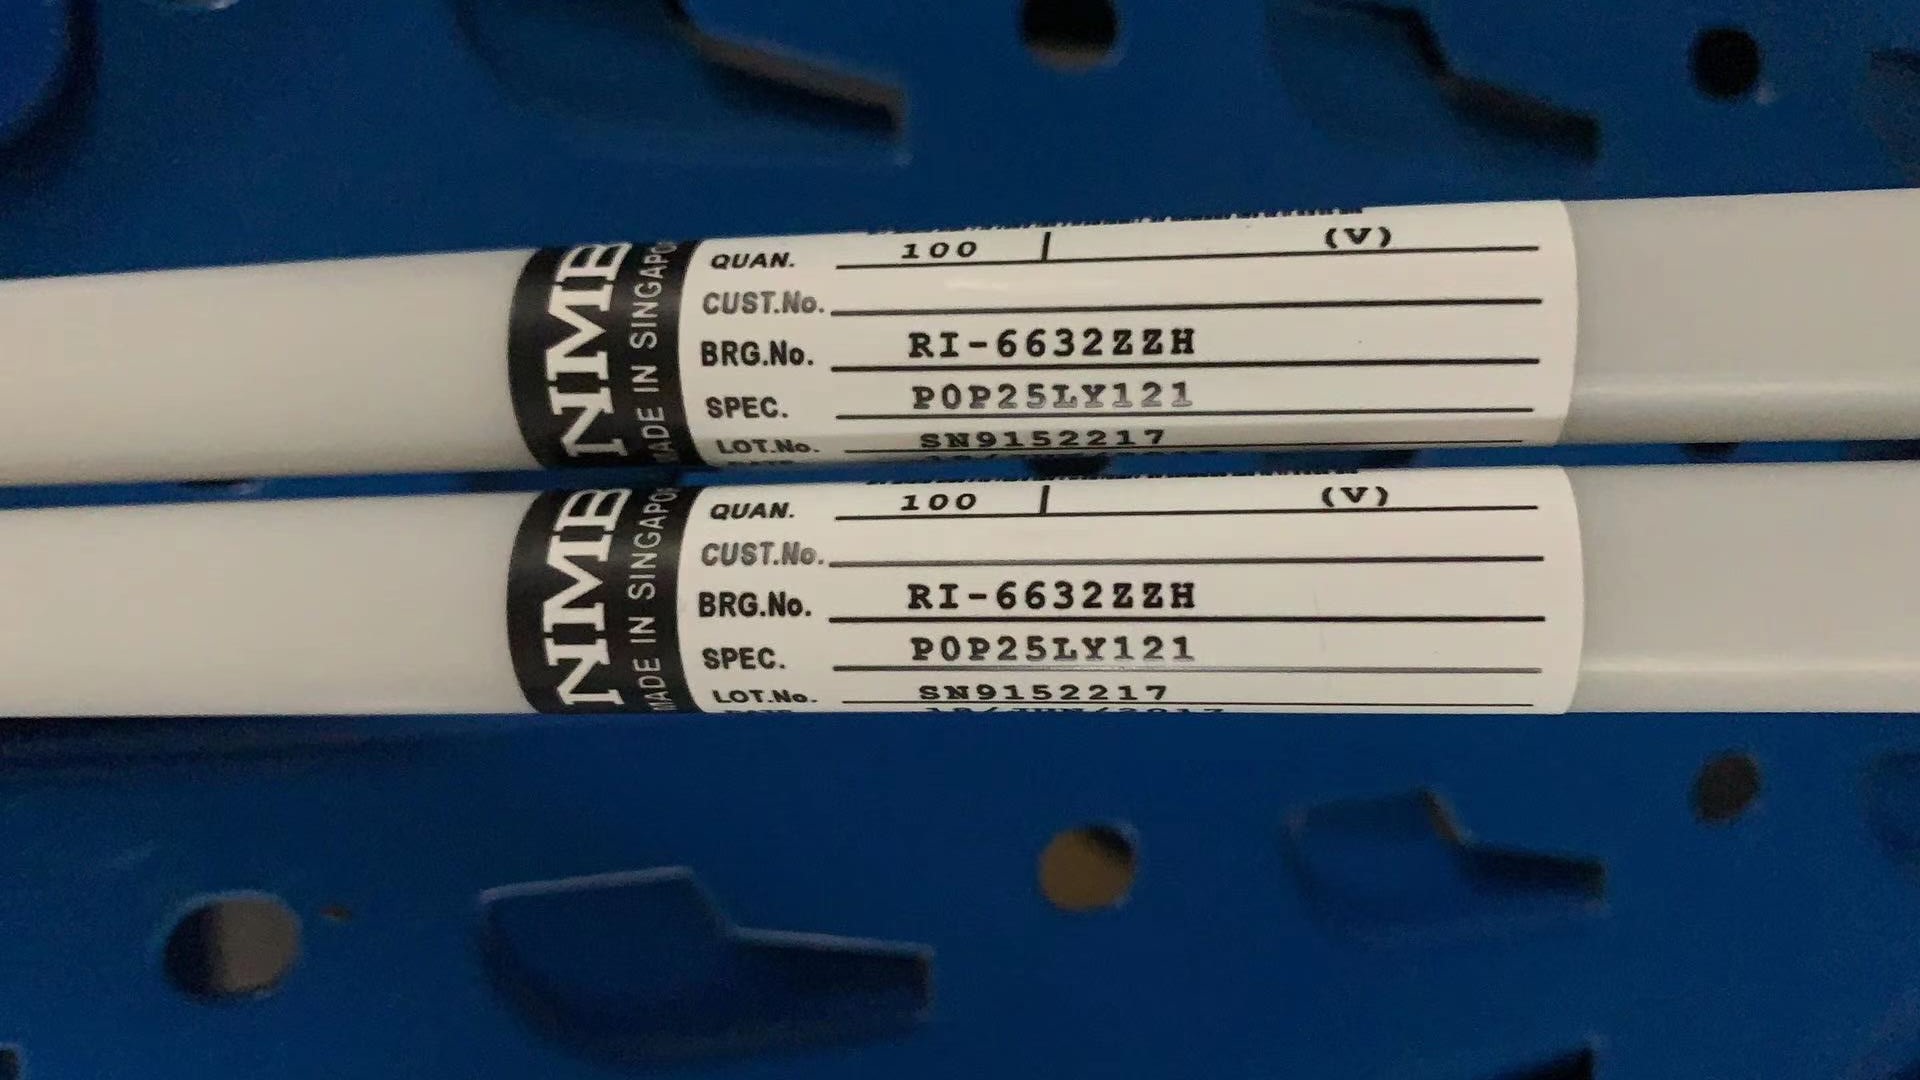 NMB
MADE IN SINGAPO
QUAN. 100 (V)
CUST.No.
BRG.No. RI-6632ZZH
SPEC. P0P25LY121
LOT.No. SN9152217
NMB
MADE IN SINGAPO
QUAN. 100 (V)
CUST.No.
BRG.No. RI-6632ZZH
SPEC. P0P25LY121
LOT.No. SN9152217